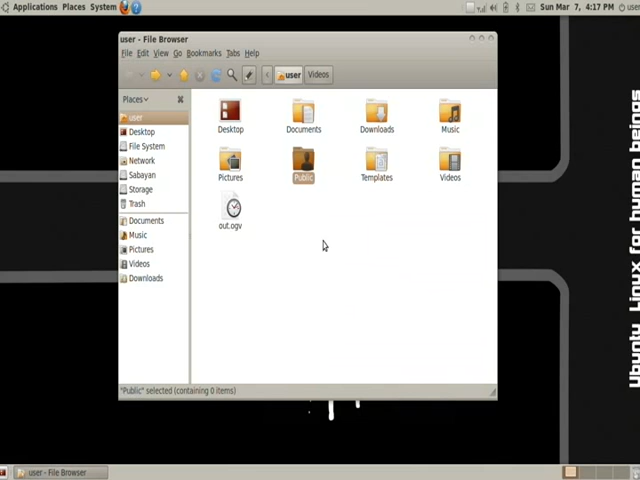 Applications Places System
Sun Mar 7, 4:17 PM
user
user - File Browser
File Edit View Go Bookmarks Tabs Help
user Videos
Places
user
Desktop
File System
Network
Sabayan
Storage
Trash
Documents
Music
Pictures
Videos
Downloads
Desktop Documents Downloads Music
Pictures Public Templates Videos
out.ogv
"Public" selected (containing 0 items)
Ubuntu Linux for human beings
user - File Browser